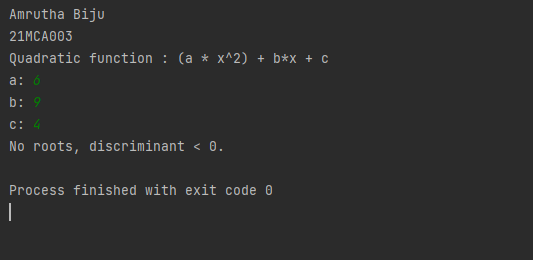 Amrutha Biju
21MCA003
Quadratic function : (a * x^2) + b*x + c
a: 6
b: 9
c: 4
No roots, discriminant < 0.
Process finished with exit code 0